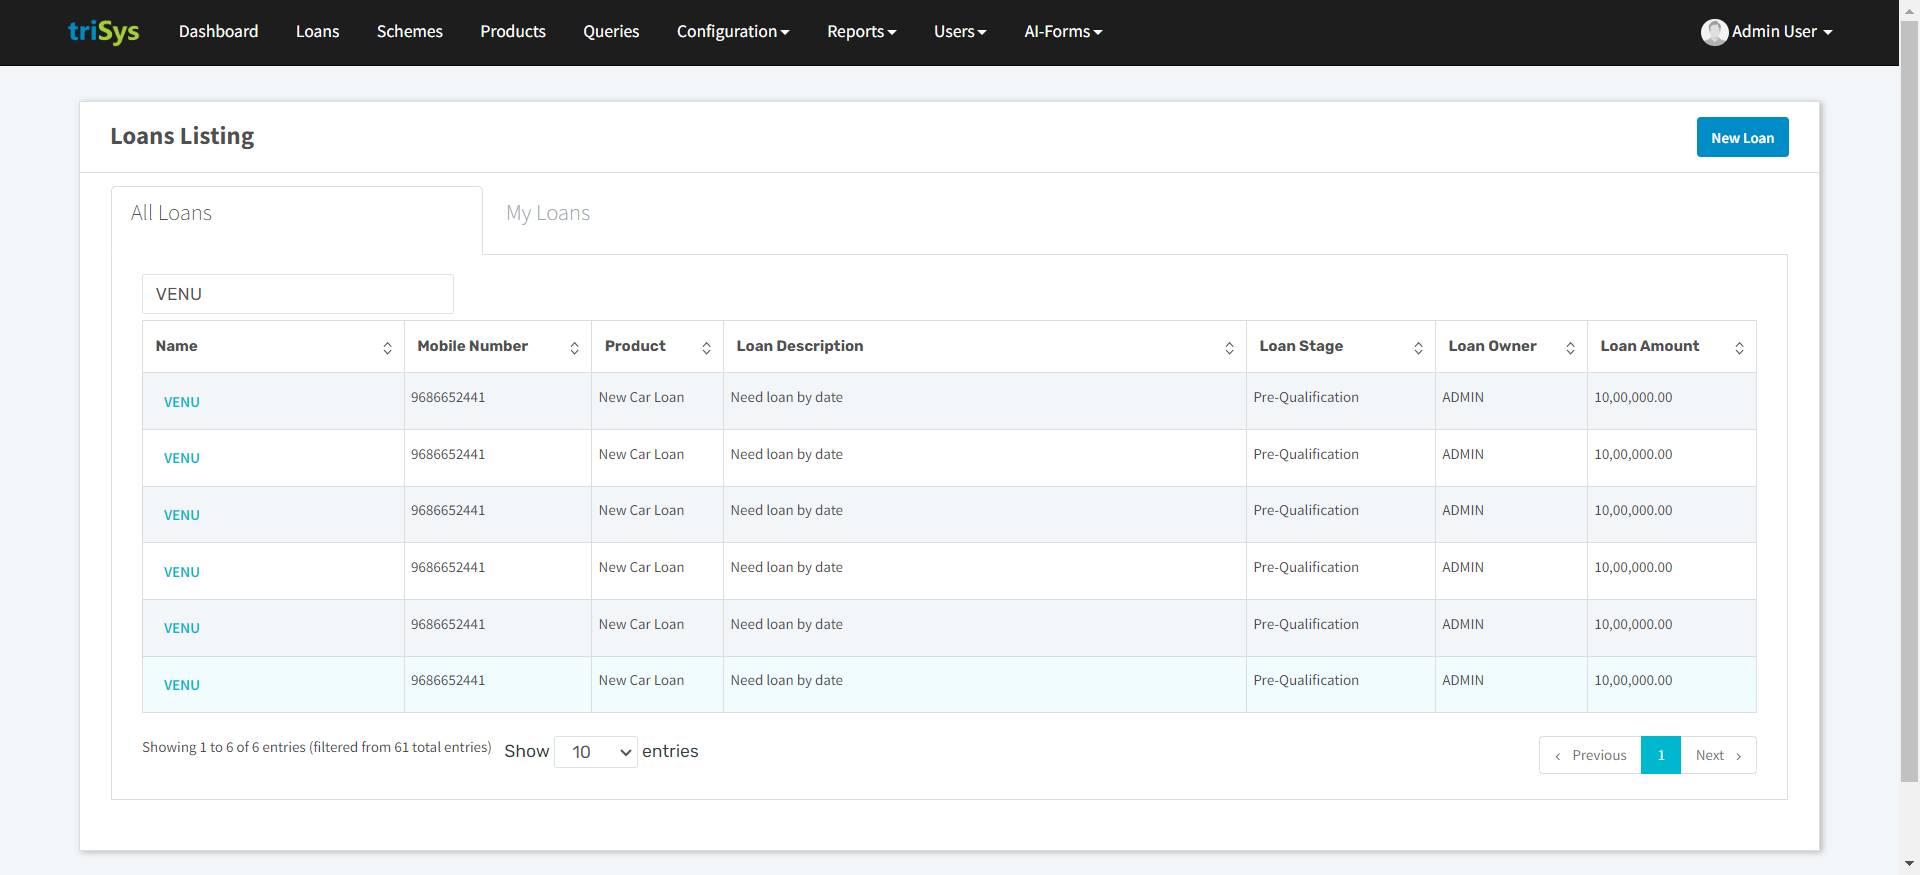 triSys Dashboard Loans Schemes Products Queries Configuration Reports Users AI-Forms Admin User
Loans Listing New Loan
All Loans My Loans
VENU
Name Mobile Number Product Loan Description Loan Stage Loan Owner Loan Amount
VENU 9686652441 New Car Loan Need loan by date Pre-Qualification ADMIN 10,00,000.00
VENU 9686652441 New Car Loan Need loan by date Pre-Qualification ADMIN 10,00,000.00
VENU 9686652441 New Car Loan Need loan by date Pre-Qualification ADMIN 10,00,000.00
VENU 9686652441 New Car Loan Need loan by date Pre-Qualification ADMIN 10,00,000.00
VENU 9686652441 New Car Loan Need loan by date Pre-Qualification ADMIN 10,00,000.00
VENU 9686652441 New Car Loan Need loan by date Pre-Qualification ADMIN 10,00,000.00
Showing 1 to 6 of 6 entries (filtered from 61 total entries) Show 10 entries ‹ Previous 1 Next ›